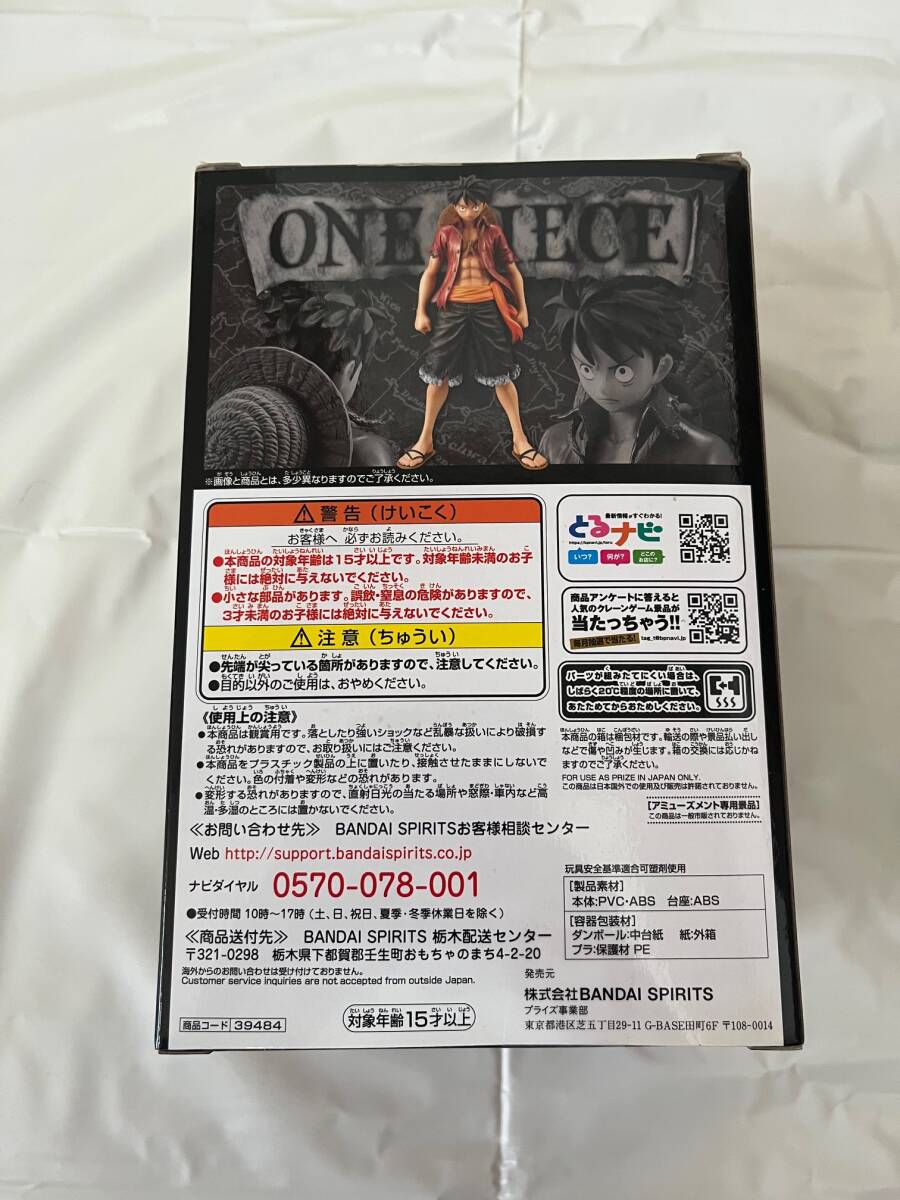 ONE PIECE
※画像と商品とは、多少異なりますのでご了承ください。
警告（けいこく）
お客様へ 必ずお読みください。
●本商品の対象年齢は15才以上です。対象年齢未満のお子
様には絶対に与えないでください。
●小さな部品があります。誤飲・窒息の危険がありますので、
3才未満のお子様には絶対に与えないでください。
注意（ちゅうい）
●先端が尖っている箇所がありますので、注意してください。
●目的以外のご使用は、おやめください。
《使用上の注意》
●本商品は観賞用です。落としたり強いショックなど乱暴な扱いにより破損す
る恐れがありますので、お取り扱いにはご注意ください。
●本商品をプラスチック製品の上に置いたり、接触させたままにしないで
ください。色の付着や変形などの恐れがあります。
●変形する恐れがありますので、直射日光の当たる場所や窓際・車内など高
温・多湿のところには置かないでください。
≪お問い合わせ先≫ BANDAI SPIRITSお客様相談センター
Web http://support.bandaispirits.co.jp
ナビダイヤル 0570-078-001
●受付時間 10時～17時（土、日、祝日、夏季・冬季休業日を除く）
≪商品送付先≫ BANDAI SPIRITS 栃木配送センター
〒321-0298 栃木県下都賀郡壬生町おもちゃのまち4-2-20
海外からのお問い合わせは受け付けておりません。
Customer service inquiries are not accepted from outside Japan.
商品コード 39484
対象年齢15才以上
最新情報がすぐわかる!
とるナビ
https://bpnavi.jp/toru
いつ?
何が?
どこのお店に?
商品アンケートに答えると
人気のクレーンゲーム景品が
当たっちゃう!!
毎月抽選で当たる!
tag_t@bpnavi.jp
パーツが組みたてにくい場合は、
しばらく20℃程度の場所に置いて、
あたためてからおためしください。
本商品の箱は梱包材です。輸送の際や景品払い出し
などで傷や凹みが生じます。箱の交換には応じかね
ますのでご了承ください。
FOR USE AS PRIZE IN JAPAN ONLY.
この商品は日本国外での使用及び販売は許諾しておりません。
【アミューズメント専用景品】
この商品は一般市販されておりません。
玩具安全基準適合可塑剤使用
［製品素材］
本体:PVC・ABS 台座:ABS
［容器包装材］
ダンボール:中台紙 紙:外箱
プラ:保護材 PE
発売元
株式会社BANDAI SPIRITS
プライズ事業部
東京都港区芝五丁目29-11 G-BASE田町6F 〒108-0014